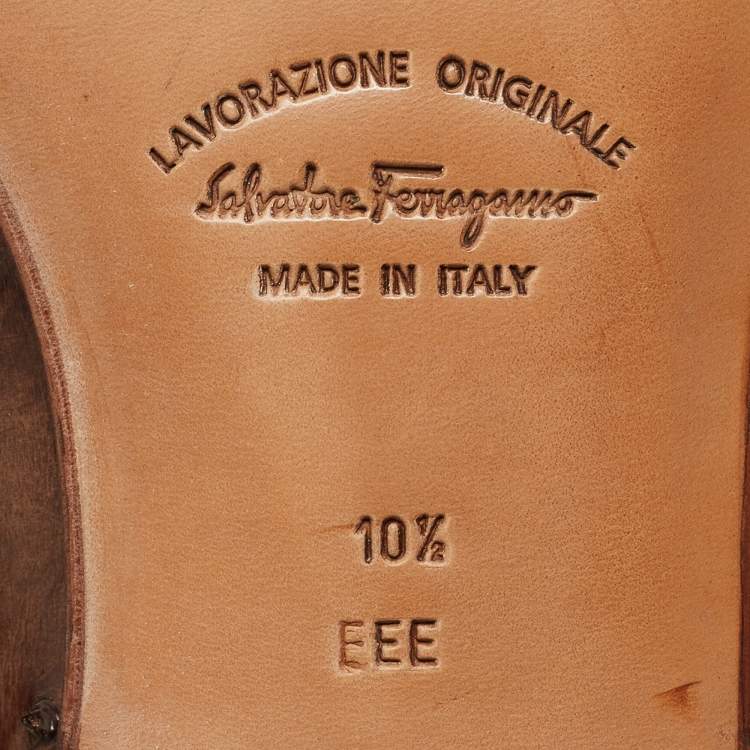 LAVORAZIONE ORIGINALE
Salvatore Ferragamo
MADE IN ITALY
10½
EEE